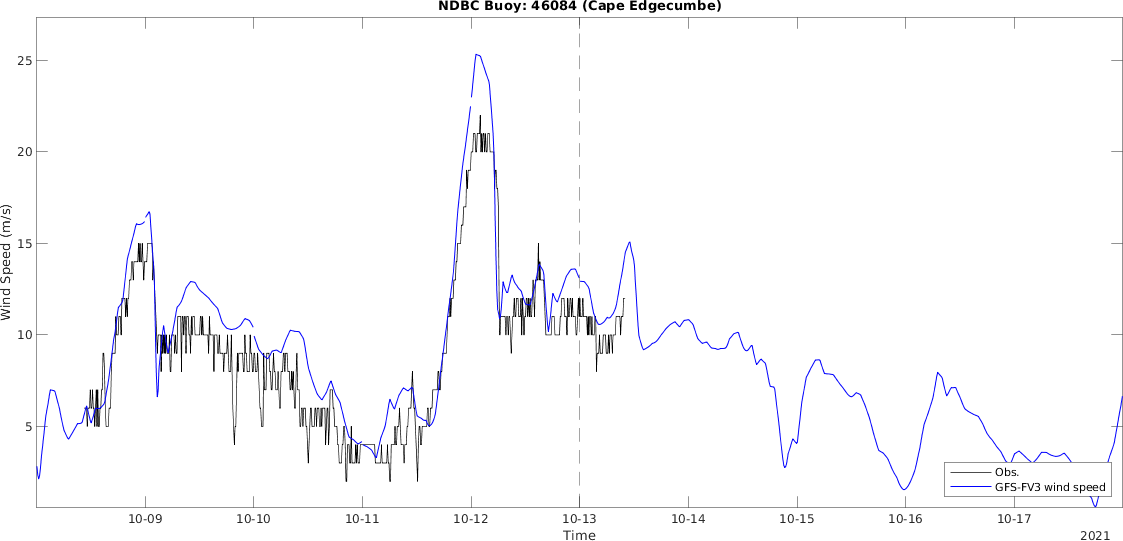 NDBC Buoy: 46084 (Cape Edgecumbe)
Wind Speed (m/s)
25
20
15
10
5
Obs.
GFS-FV3 wind speed
10-09 10-10 10-11 10-12 10-13 10-14 10-15 10-16 10-17
Time
2021